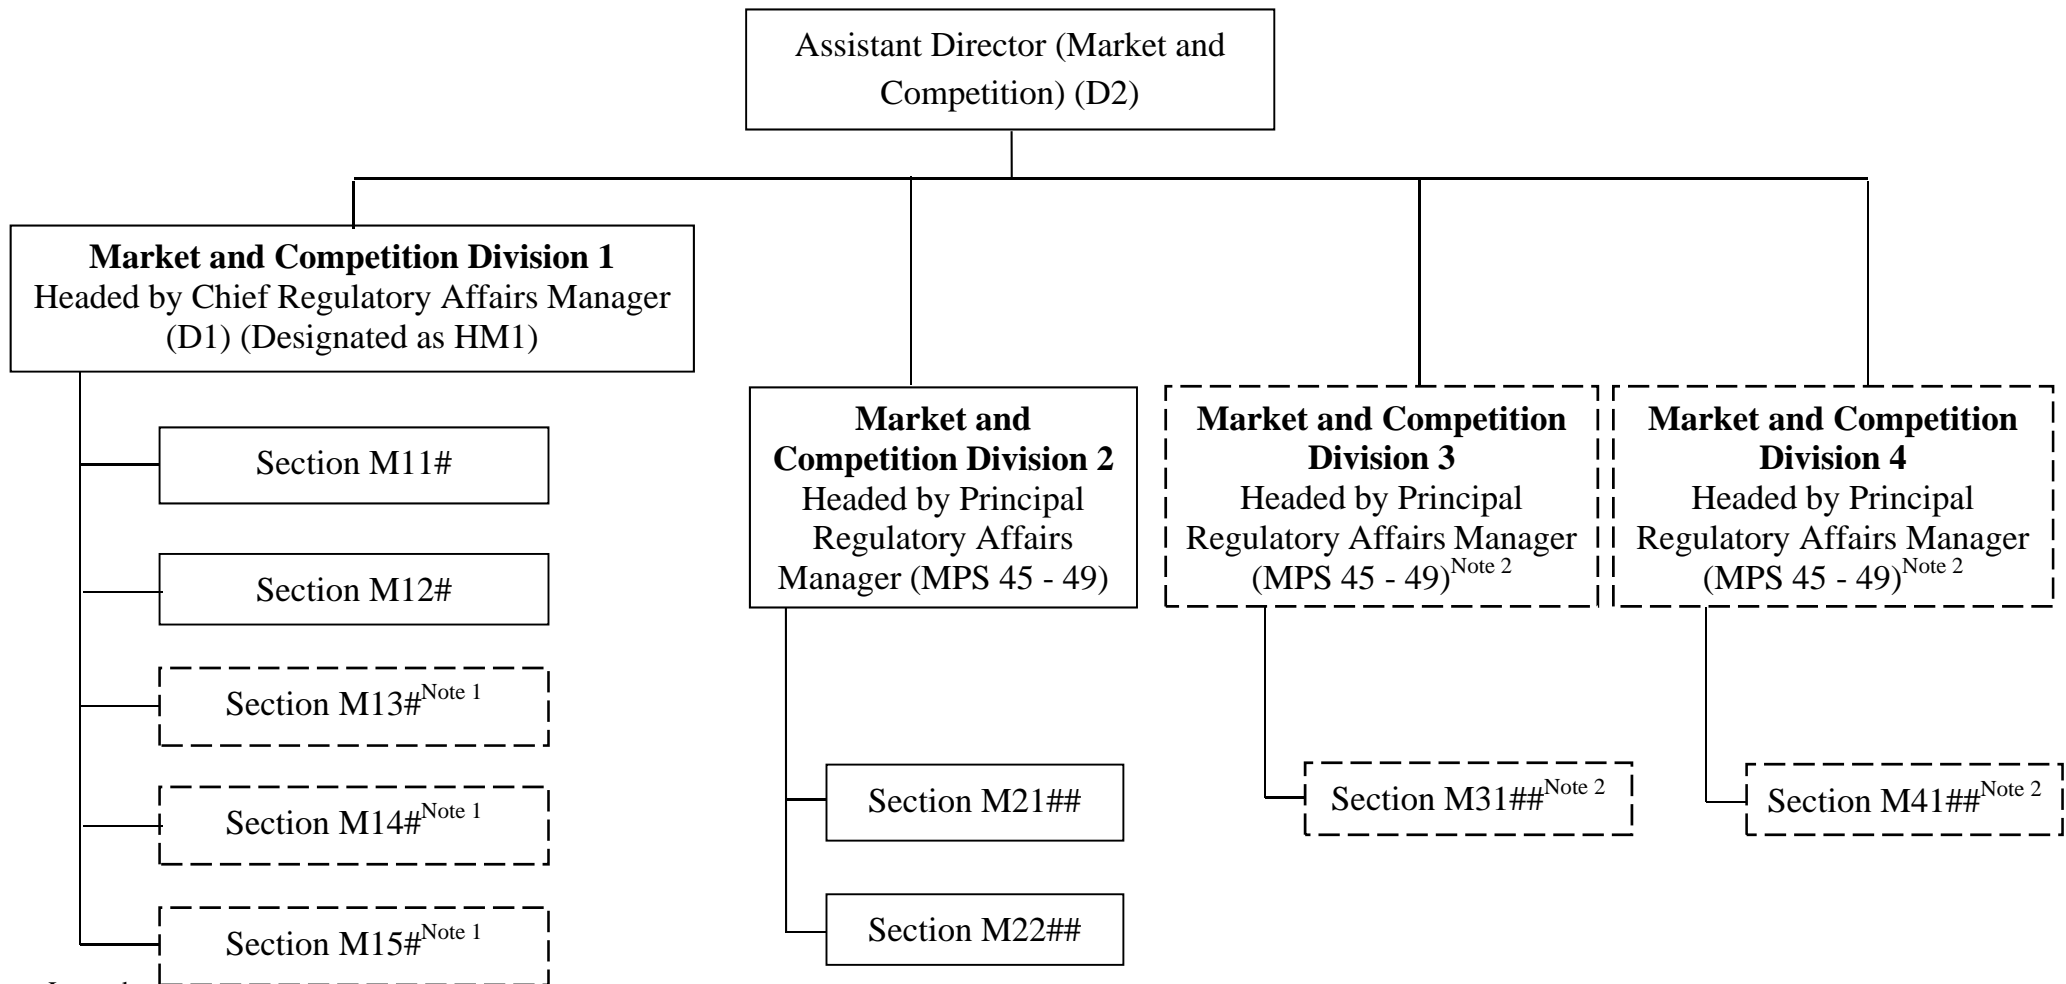 Assistant Director (Market and
Competition) (D2)
Market and Competition Division 1
Headed by Chief Regulatory Affairs Manager
(D1) (Designated as HM1)
Section M11#
Section M12#
Section M13#Note 1
Section M14#Note 1
Section M15#Note 1
Market and
Competition Division 2
Headed by Principal
Regulatory Affairs
Manager (MPS 45 - 49)
Section M21##
Section M22##
Market and Competition
Division 3
Headed by Principal
Regulatory Affairs Manager
(MPS 45 - 49)Note 2
Section M31##Note 2
Market and Competition
Division 4
Headed by Principal
Regulatory Affairs Manager
(MPS 45 - 49)Note 2
Section M41##Note 2